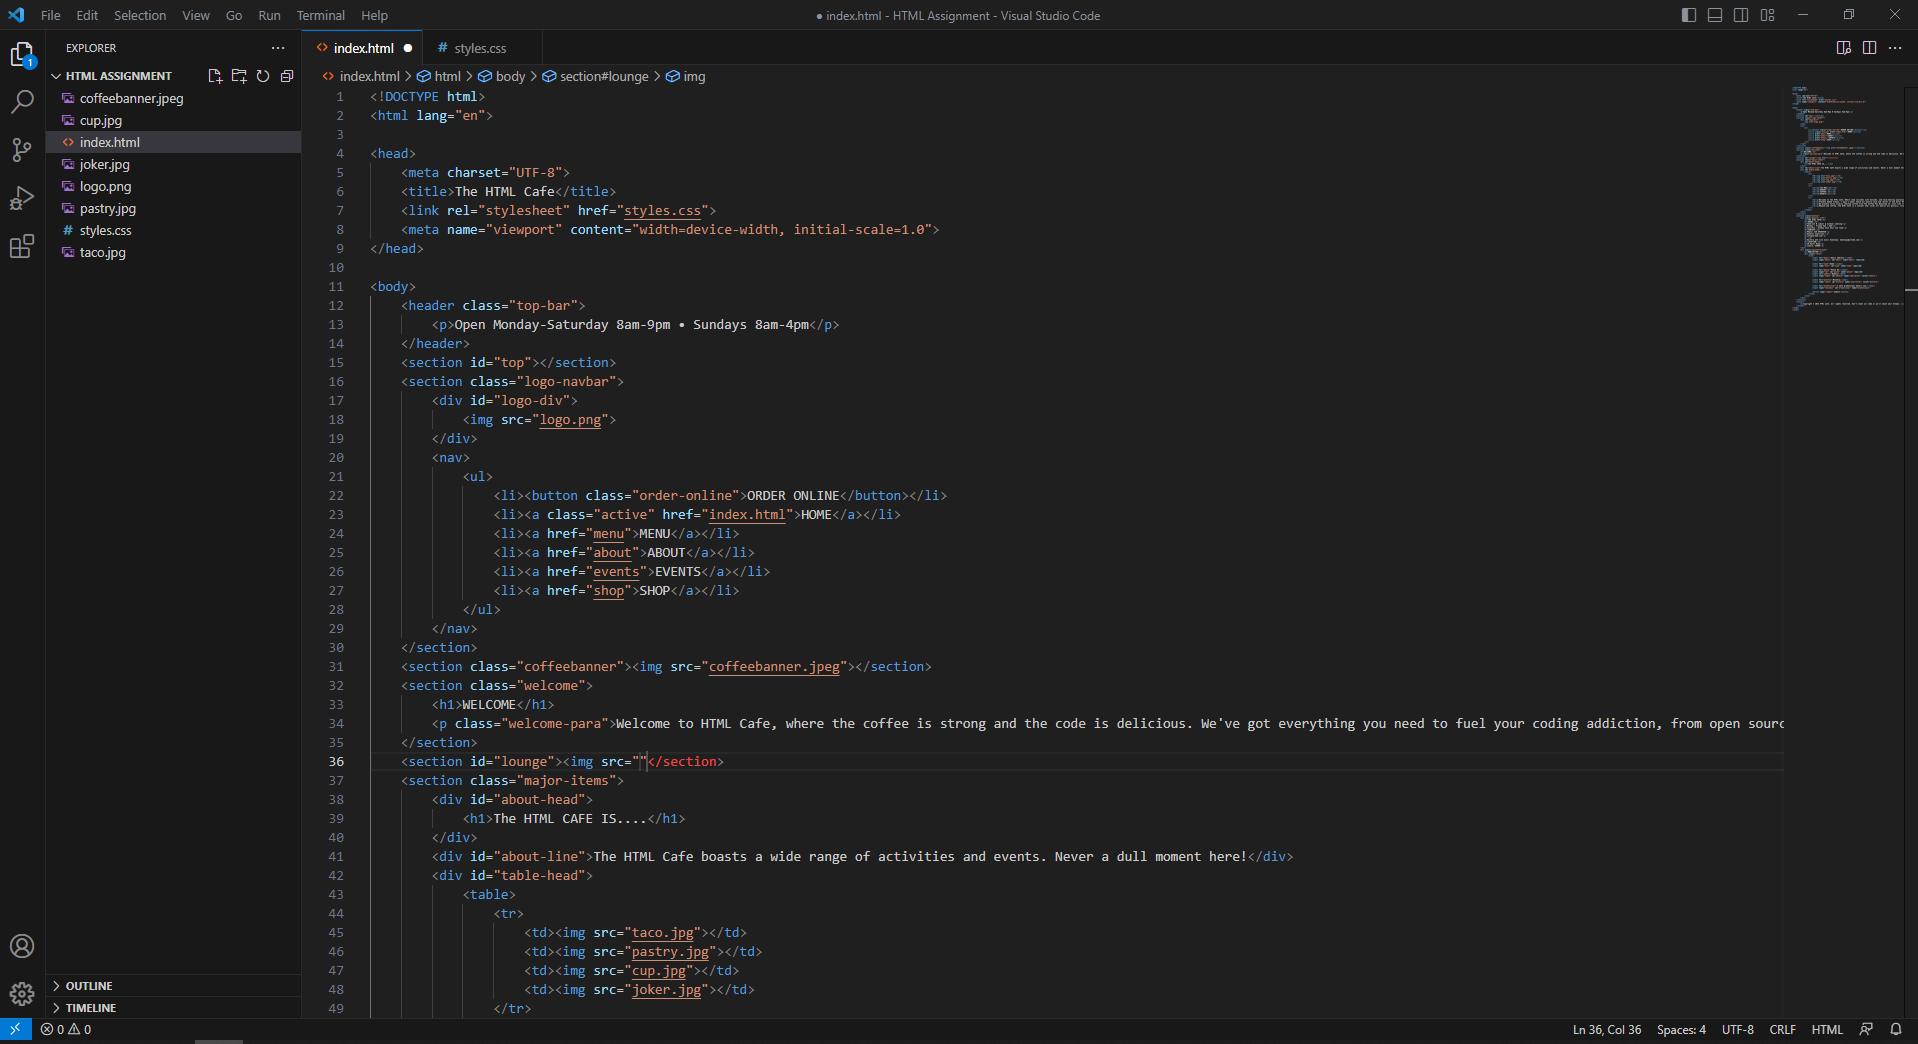 File Edit Selection View Go Run Terminal Help
● index.html - HTML Assignment - Visual Studio Code
EXPLORER
HTML ASSIGNMENT
coffeebanner.jpeg
cup.jpg
index.html
joker.jpg
logo.png
pastry.jpg
styles.css
taco.jpg
OUTLINE
TIMELINE
1
index.html ● # styles.css
index.html > html > body > section#lounge > img
1 <!DOCTYPE html>
2 <html lang="en">
3
4 <head>
5 <meta charset="UTF-8">
6 <title>The HTML Cafe</title>
7 <link rel="stylesheet" href="styles.css">
8 <meta name="viewport" content="width=device-width, initial-scale=1.0">
9 </head>
10
11 <body>
12 <header class="top-bar">
13 <p>Open Monday-Saturday 8am-9pm • Sundays 8am-4pm</p>
14 </header>
15 <section id="top"></section>
16 <section class="logo-navbar">
17 <div id="logo-div">
18 <img src="logo.png">
19 </div>
20 <nav>
21 <ul>
22 <li><button class="order-online">ORDER ONLINE</button></li>
23 <li><a class="active" href="index.html">HOME</a></li>
24 <li><a href="menu">MENU</a></li>
25 <li><a href="about">ABOUT</a></li>
26 <li><a href="events">EVENTS</a></li>
27 <li><a href="shop">SHOP</a></li>
28 </ul>
29 </nav>
30 </section>
31 <section class="coffeebanner"><img src="coffeebanner.jpeg"></section>
32 <section class="welcome">
33 <h1>WELCOME</h1>
34 <p class="welcome-para">Welcome to HTML Cafe, where the coffee is strong and the code is delicious. We've got everything you need to fuel your coding addiction, from open sourc
35 </section>
36 <section id="lounge"><img src=""</section>
37 <section class="major-items">
38 <div id="about-head">
39 <h1>The HTML CAFE IS....</h1>
40 </div>
41 <div id="about-line">The HTML Cafe boasts a wide range of activities and events. Never a dull moment here!</div>
42 <div id="table-head">
43 <table>
44 <tr>
45 <td><img src="taco.jpg"></td>
46 <td><img src="pastry.jpg"></td>
47 <td><img src="cup.jpg"></td>
48 <td><img src="joker.jpg"></td>
49 </tr>
0 0
Ln 36, Col 36 Spaces: 4 UTF-8 CRLF HTML